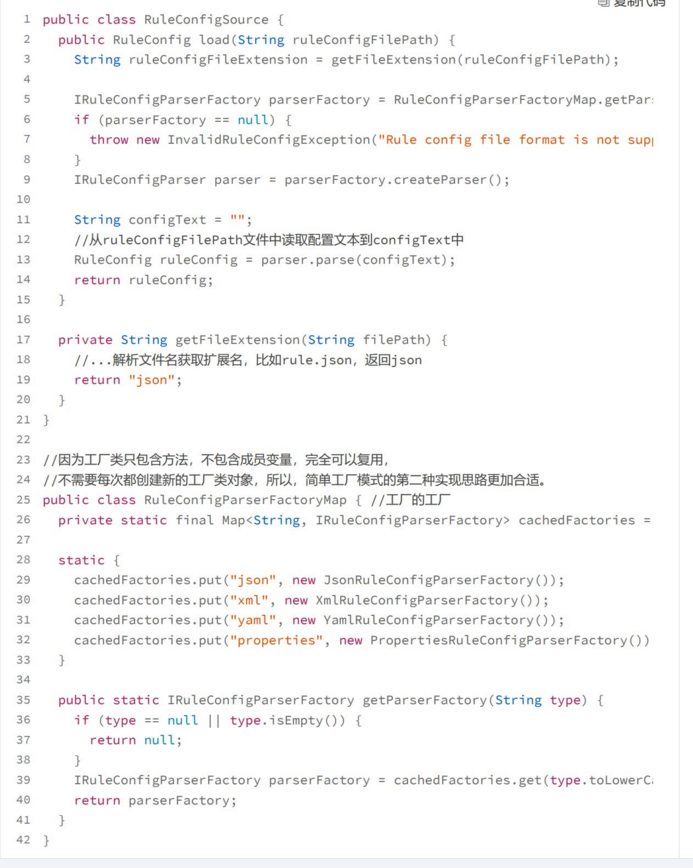 复制代码
1 public class RuleConfigSource {
2 public RuleConfig load(String ruleConfigFilePath) {
3 String ruleConfigFileExtension = getFileExtension(ruleConfigFilePath);
4
5 IRuleConfigParserFactory parserFactory = RuleConfigParserFactoryMap.getPars
6 if (parserFactory == null) {
7 throw new InvalidRuleConfigException("Rule config file format is not supp
8 }
9 IRuleConfigParser parser = parserFactory.createParser();
10
11 String configText = "";
12 //从ruleConfigFilePath文件中读取配置文本到configText中
13 RuleConfig ruleConfig = parser.parse(configText);
14 return ruleConfig;
15 }
16
17 private String getFileExtension(String filePath) {
18 //...解析文件名获取扩展名，比如rule.json，返回json
19 return "json";
20 }
21 }
22
23 //因为工厂类只包含方法，不包含成员变量，完全可以复用，
24 //不需要每次都创建新的工厂类对象，所以，简单工厂模式的第二种实现思路更加合适。
25 public class RuleConfigParserFactoryMap { //工厂的工厂
26 private static final Map<String, IRuleConfigParserFactory> cachedFactories =
27
28 static {
29 cachedFactories.put("json", new JsonRuleConfigParserFactory());
30 cachedFactories.put("xml", new XmlRuleConfigParserFactory());
31 cachedFactories.put("yaml", new YamlRuleConfigParserFactory());
32 cachedFactories.put("properties", new PropertiesRuleConfigParserFactory())
33 }
34
35 public static IRuleConfigParserFactory getParserFactory(String type) {
36 if (type == null || type.isEmpty()) {
37 return null;
38 }
39 IRuleConfigParserFactory parserFactory = cachedFactories.get(type.toLowerCa
40 return parserFactory;
41 }
42 }